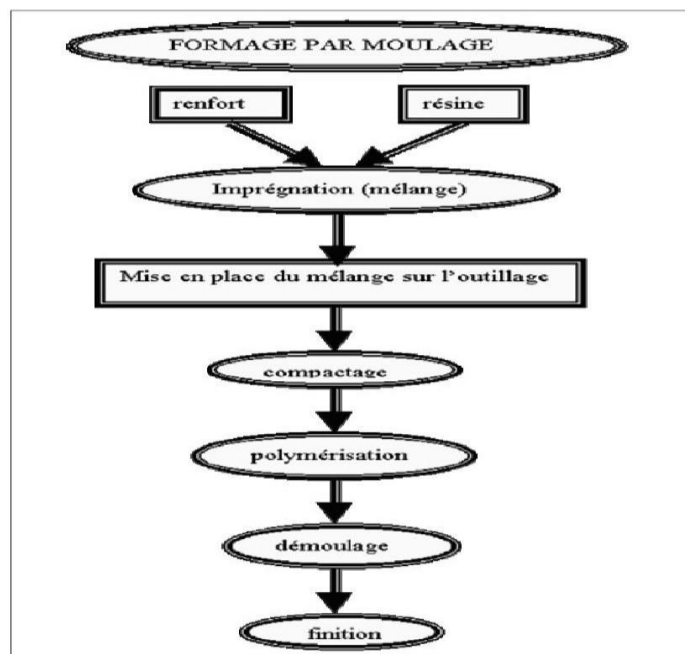 FORMAGE PAR MOULAGE
renfort
résine
Imprégnation (mélange)
Mise en place du mélange sur l'outillage
compactage
polymérisation
démoulage
finition